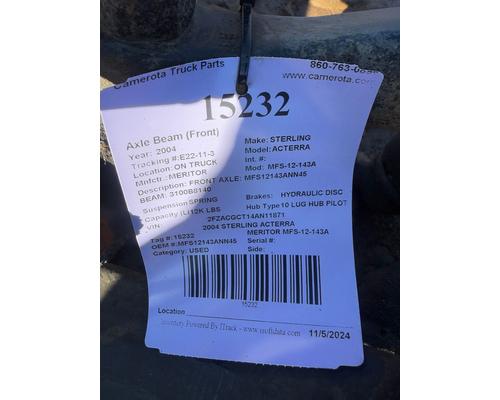 Camerota Truck Parts
860-763-0
www.camerota.com
15232
Axle Beam (Front)
Year: 2004
Make: STERLING
Tracking #:E22-11-3
Model: ACTERRA
Location: ON TRUCK
Int. #:
Mnfctr.: MERITOR
Mod: MFS-12-143A
Description: FRONT AXLE: MFS12143ANN45
BEAM: 3100B8140
Suspension SPRING
Brakes: HYDRAULIC DISC
Capacity (L)12K LBS
Hub Type 10 LUG HUB PILOT
VIN 2FZACGCT14AN11871
2004 STERLING ACTERRA
Tag #: 15232
MERITOR MFS-12-143A
OEM #: MFS12143ANN45
Serial#:
Category: USED
Side:
15232
Location
Inventory Powered By ITrack - www.isoftdata.com
11/5/2024